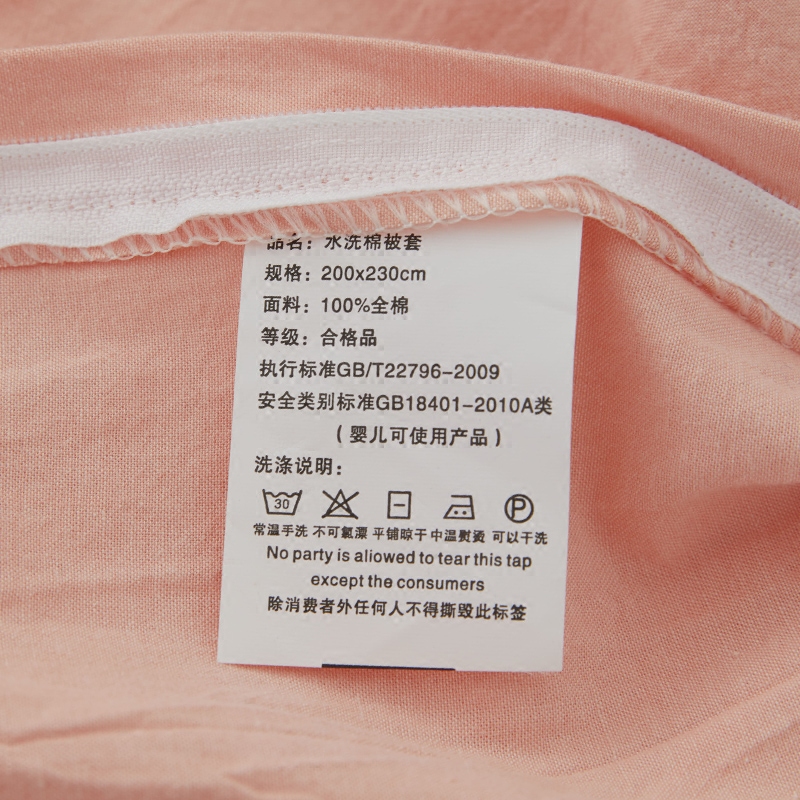 品名：水洗棉被套
规格：200x230cm
面料：100%全棉
等级：合格品
执行标准GB/T22796-2009
安全类别标准GB18401-2010A类
（婴儿可使用产品）
洗涤说明：
30 P
常温手洗 不可氯漂 平铺晾干 中温熨烫 可以干洗
No party is aliowed to tear this tap
except the consumers
除消费者外任何人不得撕毁此标签